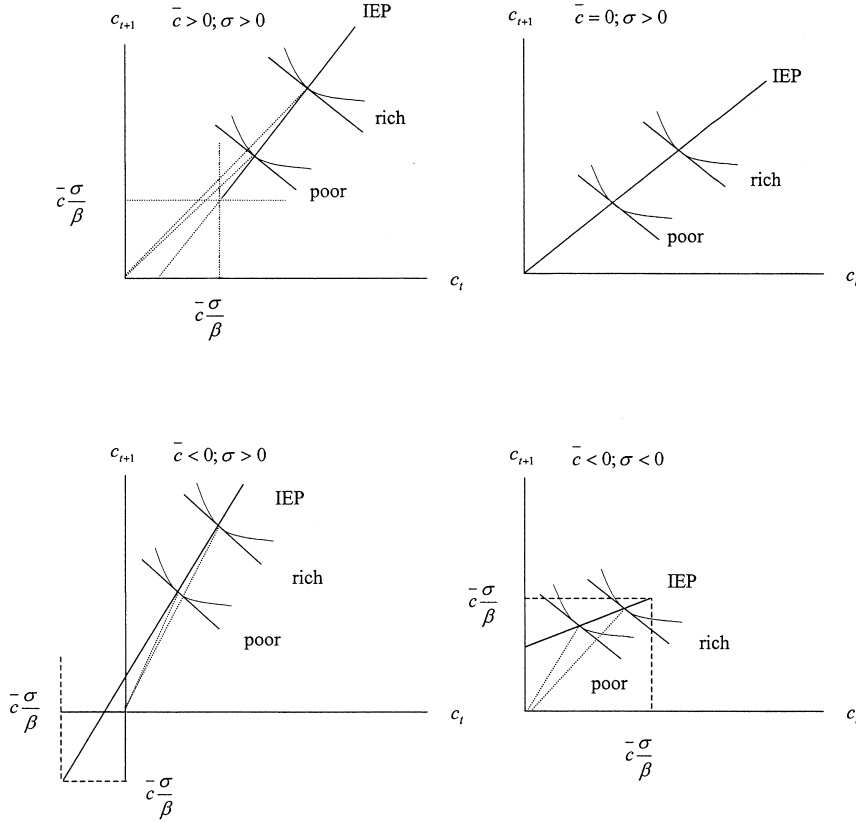 c̄ > 0; σ > 0
c_{t+1}
IEP
rich
poor
c̄ σ/β
c_t
c̄ σ/β
c̄ = 0; σ > 0
c_{t+1}
IEP
rich
poor
c_t
c̄ < 0; σ > 0
c_{t+1}
IEP
rich
poor
c̄ σ/β
c_t
c̄ σ/β
c̄ < 0; σ < 0
c_{t+1}
IEP
c̄ σ/β
rich
poor
c_t
c̄ σ/β